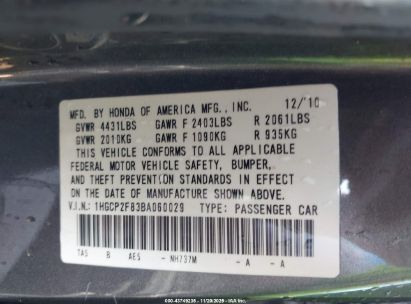 MFD. BY HONDA OF AMERICA MFG., INC. 12/10
GVWR 4431LBS GAWR F 2403LBS R 2061LBS
GVWR 2010KG GAWR F 1090KG R 935KG
THIS VEHICLE CONFORMS TO ALL APPLICABLE
FEDERAL MOTOR VEHICLE SAFETY, BUMPER,
AND THEFT PREVENTION STANDARDS IN EFFECT
ON THE DATE OF MANUFACTURE SHOWN ABOVE.
V.I.N.: 1HGCP2F83BA060029 TYPE: PASSENGER CAR
TA5 B AE5 - NH737M - A - A